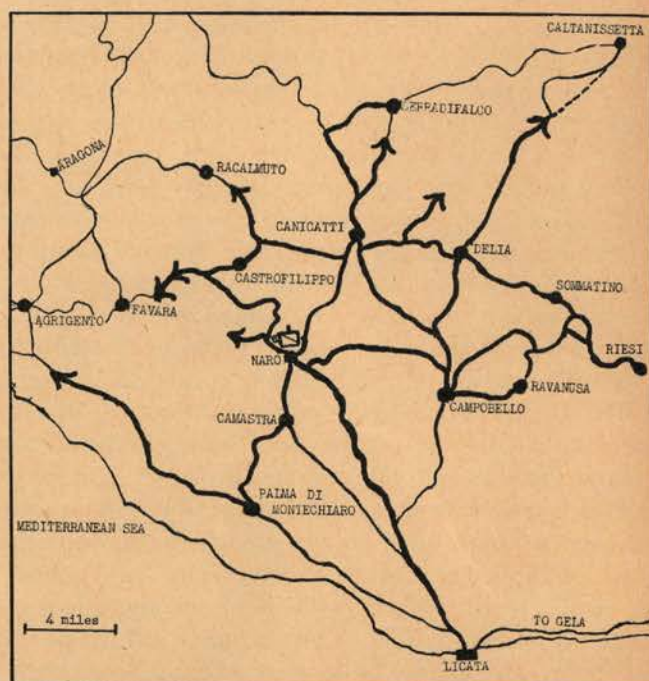 CALTANISSETTA
SERRADIFALCO
ARAGONA
RACALMUTO
CANICATTI
DELIA
CASTROFILIPPO
SOMMATINO
AGRIGENTO
FAVARA
RIESI
NARO
RAVANUSA
CAMPOBELLO
CAMASTRA
PALMA DI
MONTECHIARO
MEDITERRANEAN SEA
4 miles
TO GELA
LICATA